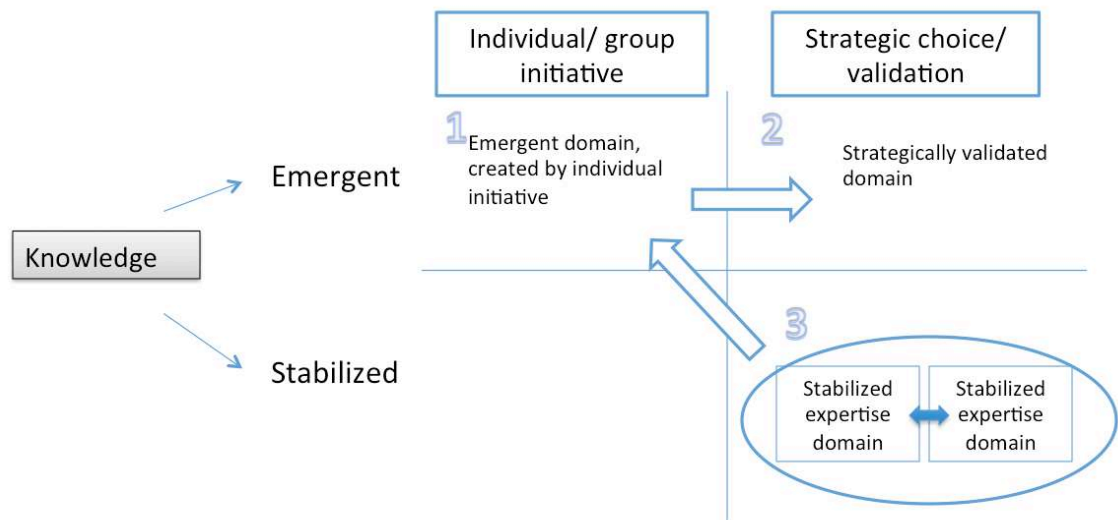 Individual/ group
initiative
Strategic choice/
validation
1
Emergent domain,
created by individual
initiative
2
Strategically validated
domain
Emergent
Knowledge
Stabilized
3
Stabilized
expertise
domain
Stabilized
expertise
domain